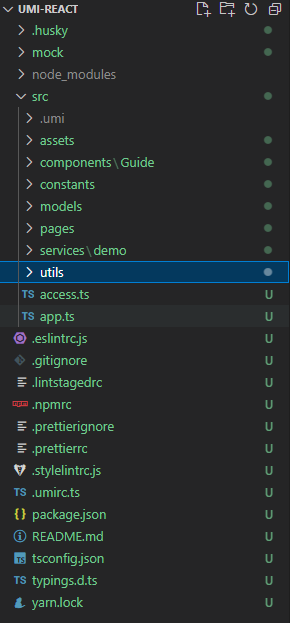 UMI-REACT
.husky
mock
node_modules
src
.umi
assets
components\Guide
constants
models
pages
services\demo
utils
TS access.ts U
TS app.ts U
.eslintrc.js U
.gitignore U
.lintstagedrc U
.npmrc U
.prettierignore U
.prettierrc U
.stylelintrc.js U
TS .umirc.ts U
{} package.json U
README.md U
TS tsconfig.json U
TS typings.d.ts U
yarn.lock U